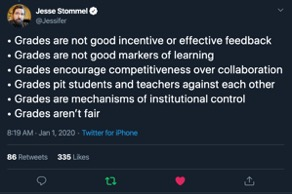 Jesse Stommel
@Jessifer
• Grades are not good incentive or effective feedback
• Grades are not good markers of learning
• Grades encourage competitiveness over collaboration
• Grades pit students and teachers against each other
• Grades are mechanisms of institutional control
• Grades aren't fair
8:19 AM · Jan 1, 2020 · Twitter for iPhone
86 Retweets 335 Likes